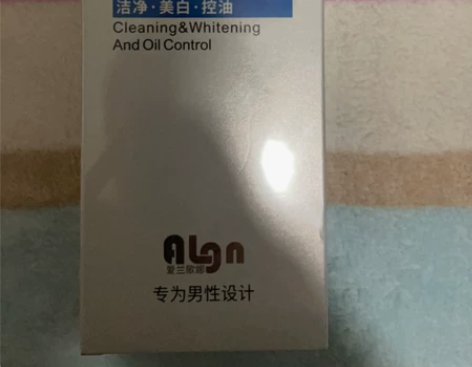 洁净·美白·控油
Cleaning&Whitening
And Oil Control
ALgn
爱兰歌娜
专为男性设计